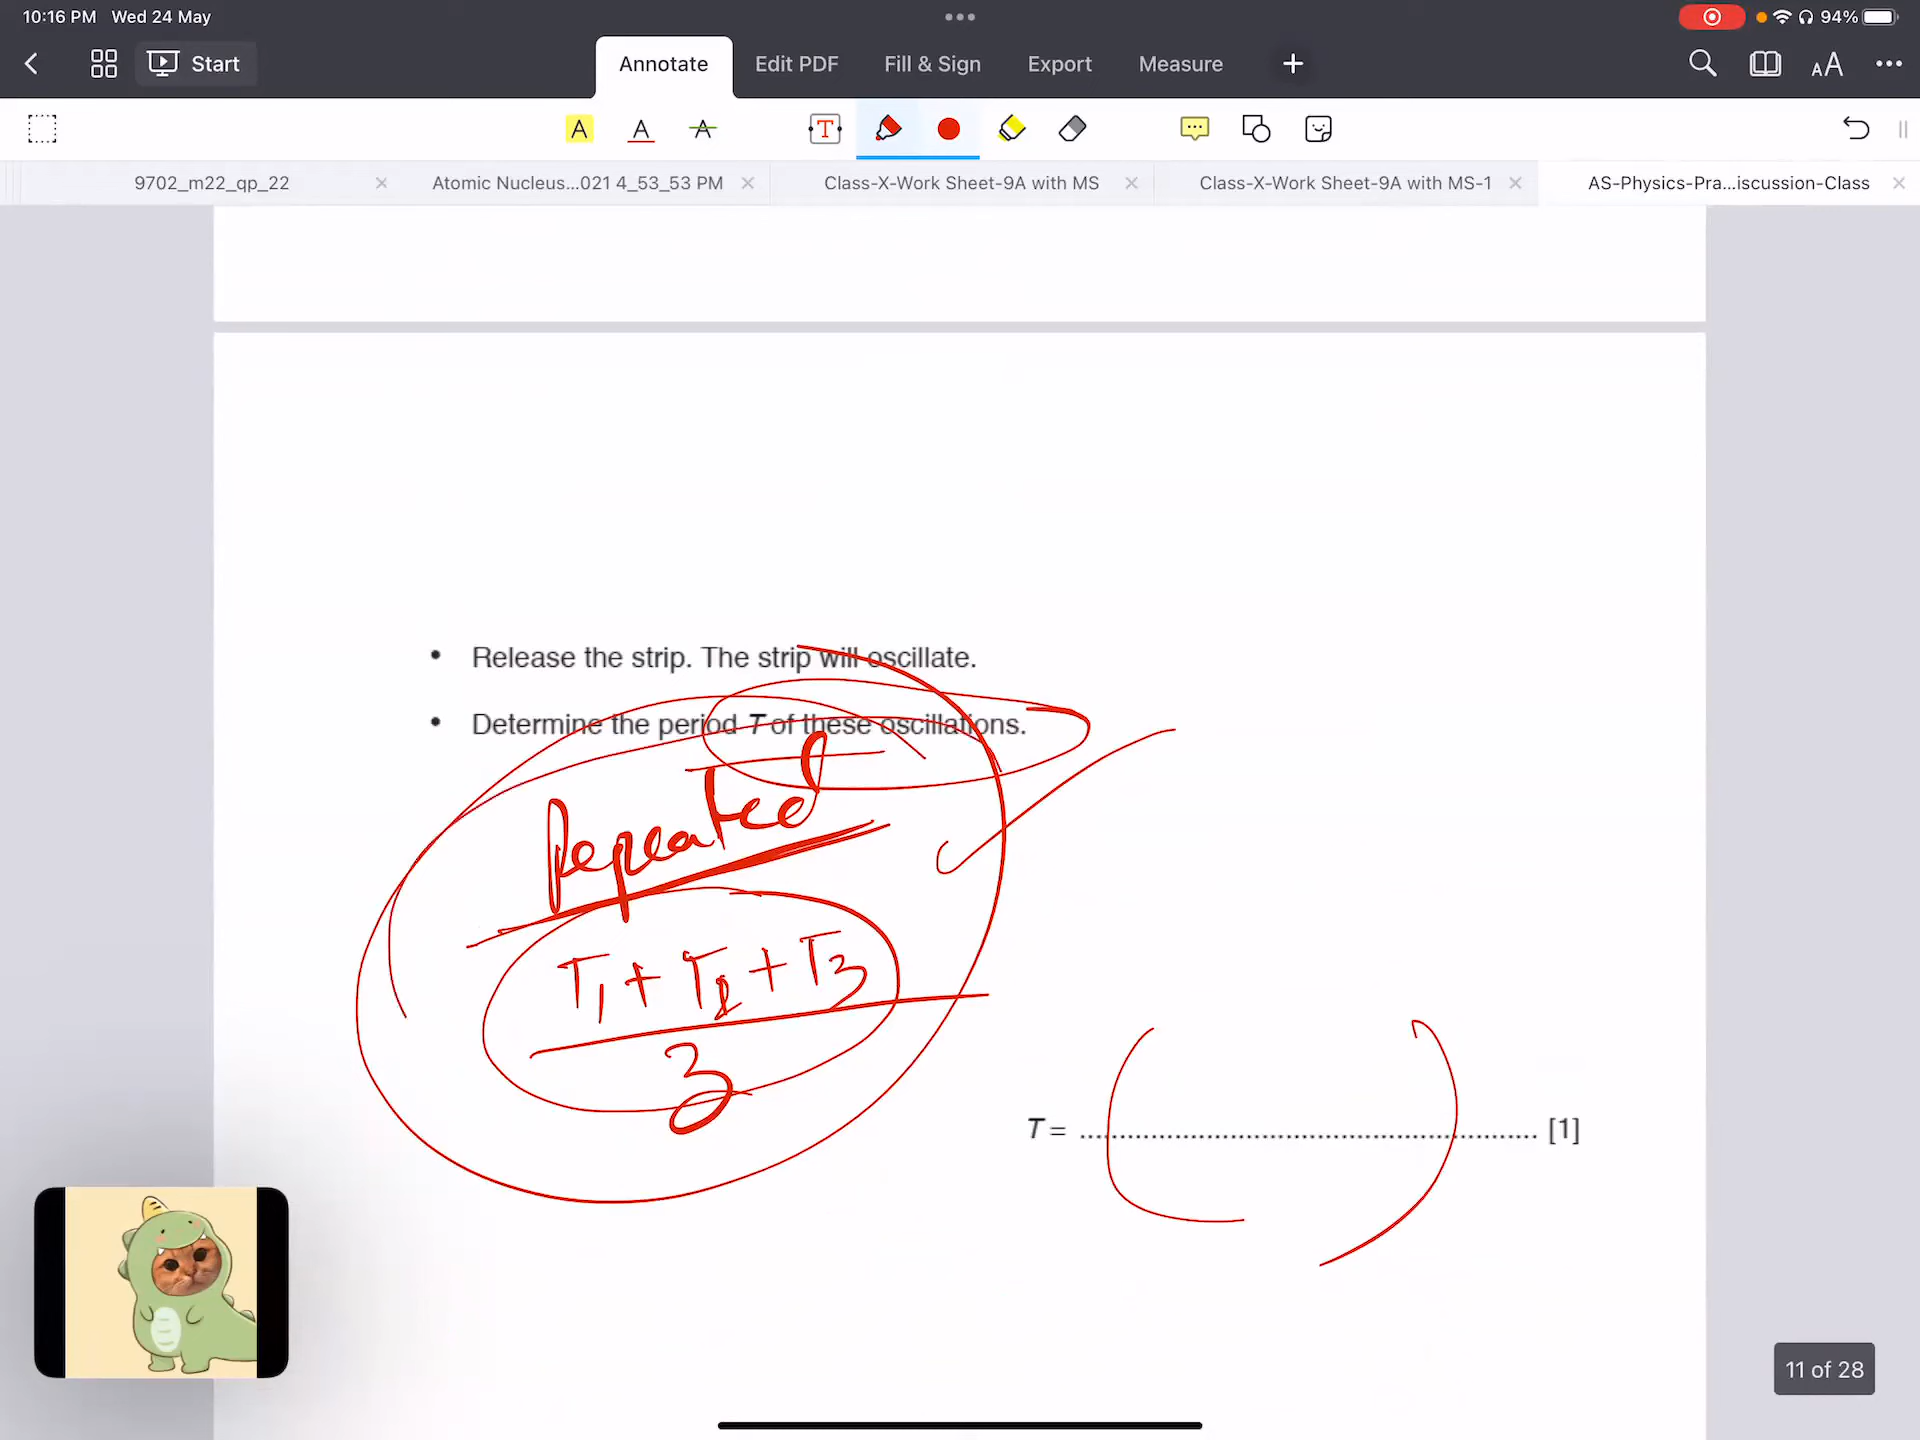 10:16 PM Wed 24 May
94%
Start
Annotate
Edit PDF
Fill & Sign
Export
Measure
AA
A
A
A
T
9702_m22_qp_22
Atomic Nucleus...021 4_53_53 PM
Class-X-Work Sheet-9A with MS
Class-X-Work Sheet-9A with MS-1
AS-Physics-Pra...iscussion-Class
• Release the strip. The strip will oscillate.
• Determine the period T of these oscillations.
Repeated
T1 + T2 + T3
3
T = .................................................................... [1]
11 of 28